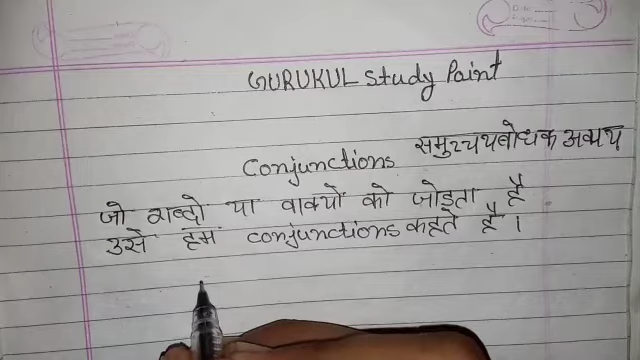 GURUKUL Study Point
Conjunctions समुच्चयबोधक अव्यय
जो शब्दो या वाक्यों को जोड़ता है
उसे हम conjunctions कहते है।